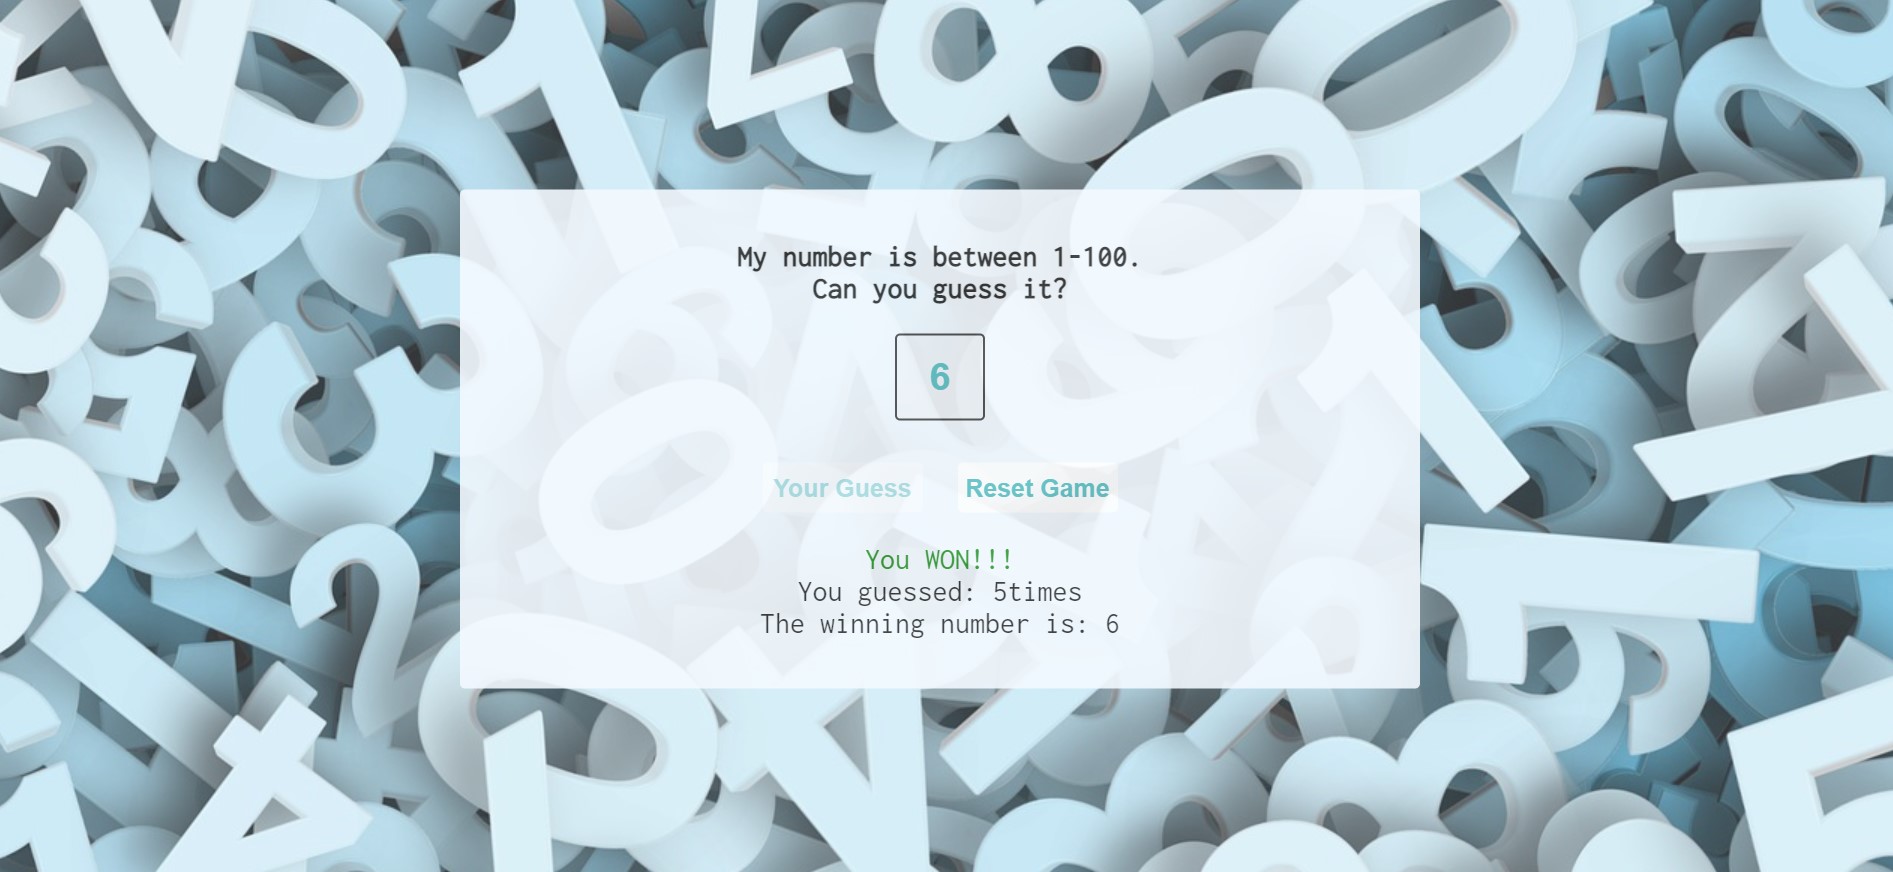 My number is between 1-100.
Can you guess it?
6
Your Guess
Reset Game
You WON!!!
You guessed: 5times
The winning number is: 6